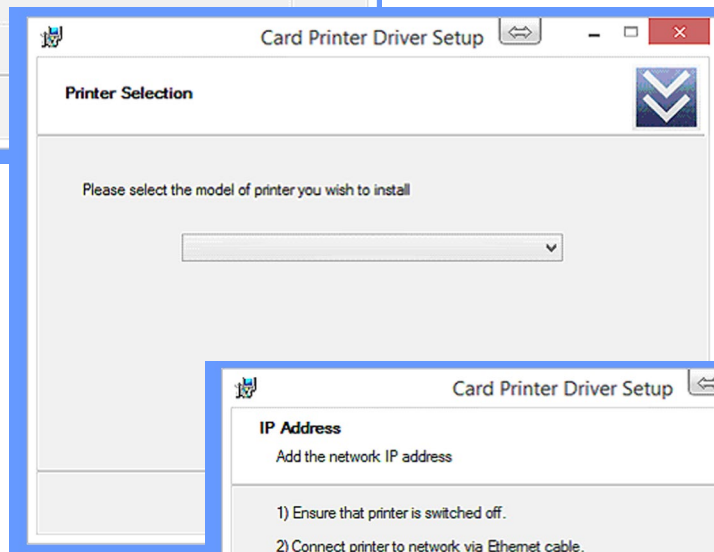 Card Printer Driver Setup
Printer Selection
Please select the model of printer you wish to install
Card Printer Driver Setup
IP Address
Add the network IP address
1) Ensure that printer is switched off.
2) Connect printer to network via Ethernet cable.